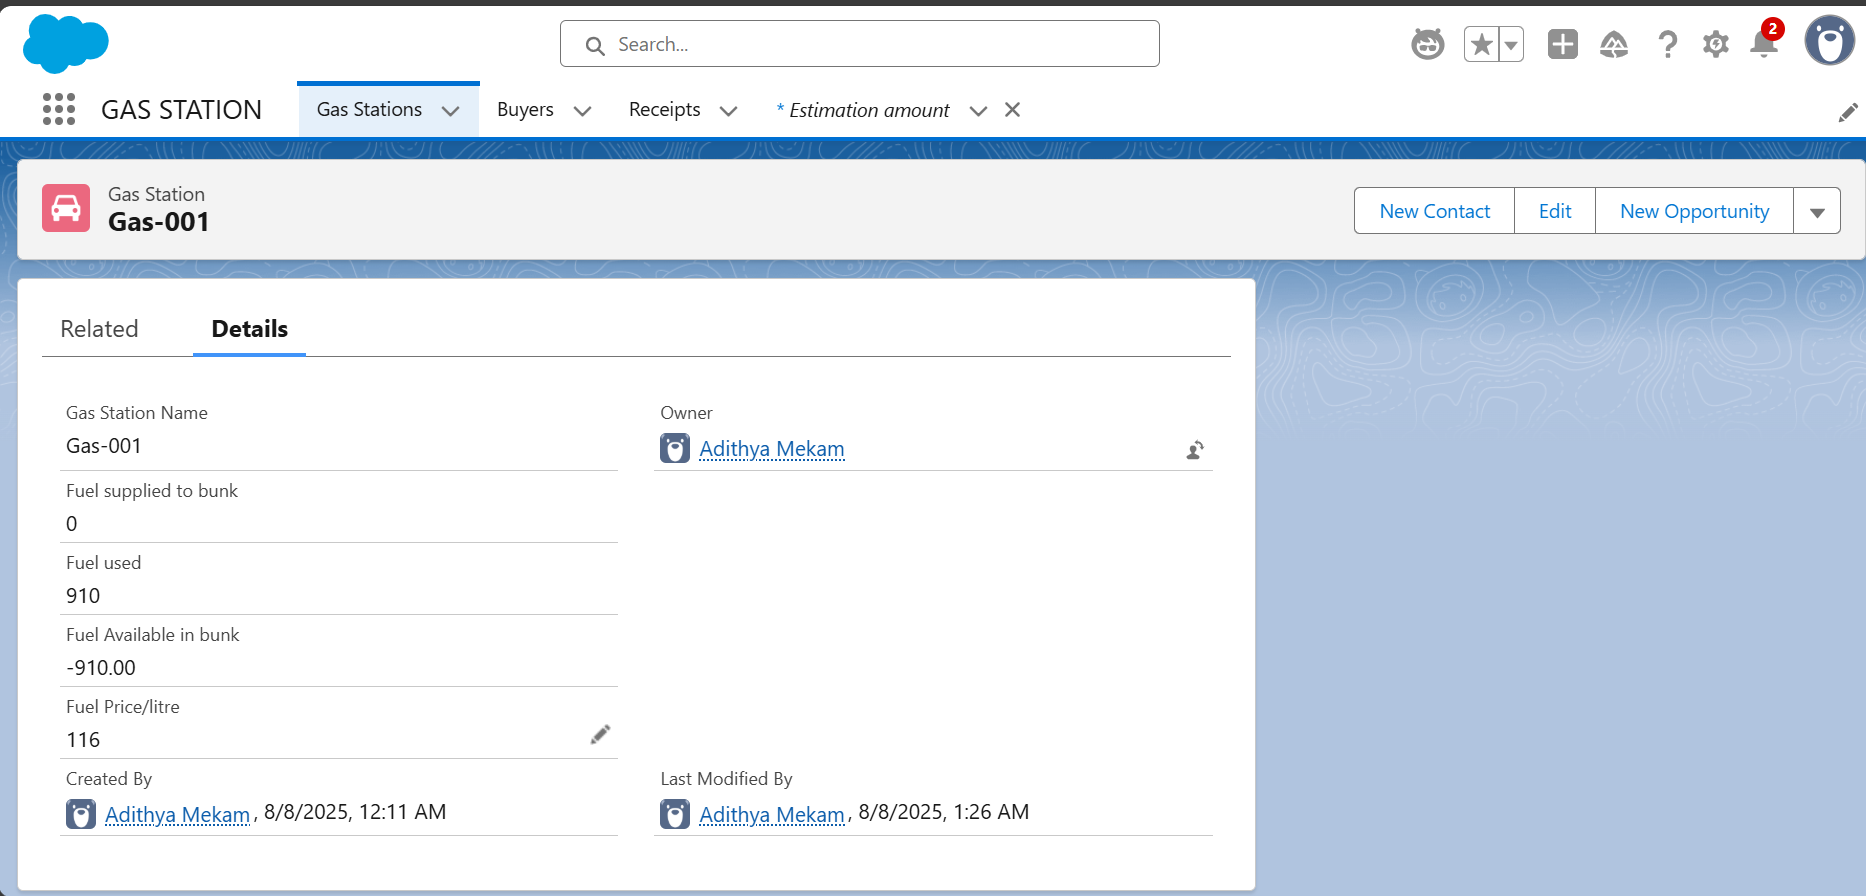 Search...
2
GAS STATION
Gas Stations
Buyers
Receipts
* Estimation amount
Gas Station
Gas-001
New Contact
Edit
New Opportunity
Related
Details
Gas Station Name
Gas-001
Owner
Adithya Mekam
Fuel supplied to bunk
0
Fuel used
910
Fuel Available in bunk
-910.00
Fuel Price/litre
116
Created By
Adithya Mekam, 8/8/2025, 12:11 AM
Last Modified By
Adithya Mekam, 8/8/2025, 1:26 AM